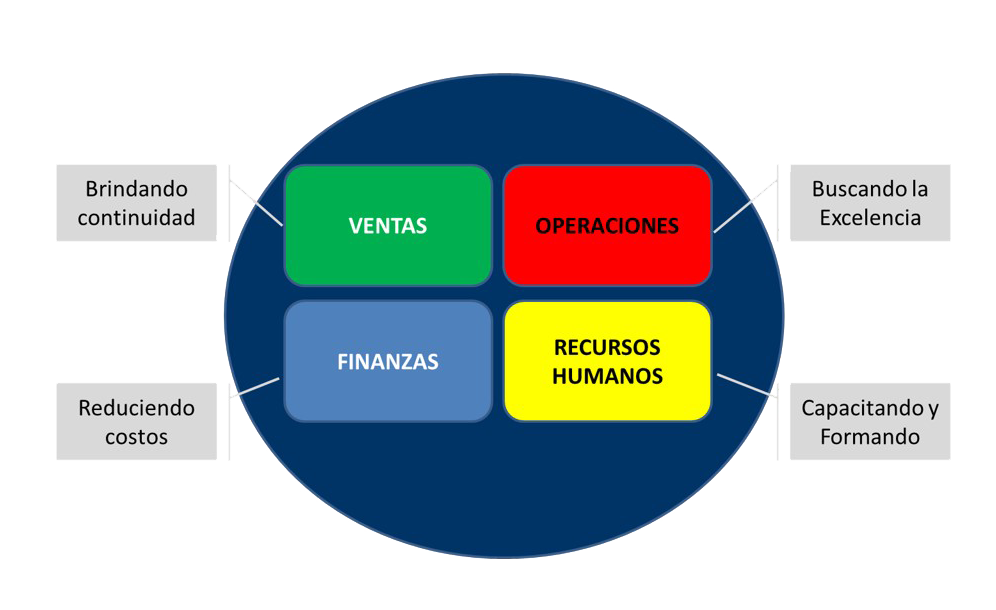 Brindando
continuidad
VENTAS
OPERACIONES
Buscando la
Excelencia
Reduciendo
costos
FINANZAS
RECURSOS
HUMANOS
Capacitando y
Formando